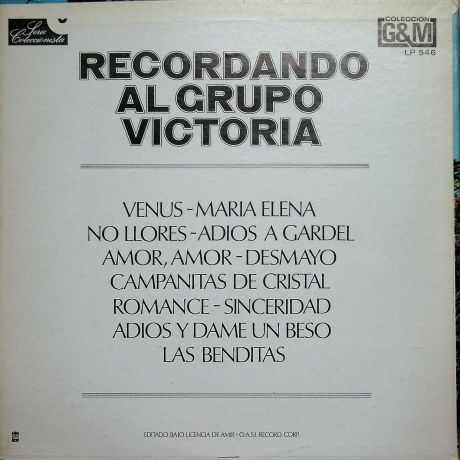 Serie
Coleccionista
COLECCION
G&M
LP 546
RECORDANDO
AL GRUPO
VICTORIA
VENUS - MARIA ELENA
NO LLORES - ADIOS A GARDEL
AMOR, AMOR - DESMAYO
CAMPANITAS DE CRISTAL
ROMANCE - SINCERIDAD
ADIOS Y DAME UN BESO
LAS BENDITAS
EDITADO BAJO LICENCIA DE AMIR - O.A.S.I. RECORD CORP.